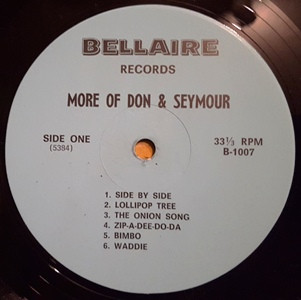 BELLAIRE
RECORDS
MORE OF DON & SEYMOUR
SIDE ONE
(5384)
33⅓ RPM
B-1007
1. SIDE BY SIDE
2. LOLLIPOP TREE
3. THE ONION SONG
4. ZIP-A-DEE-DO-DA
5. BIMBO
6. WADDIE